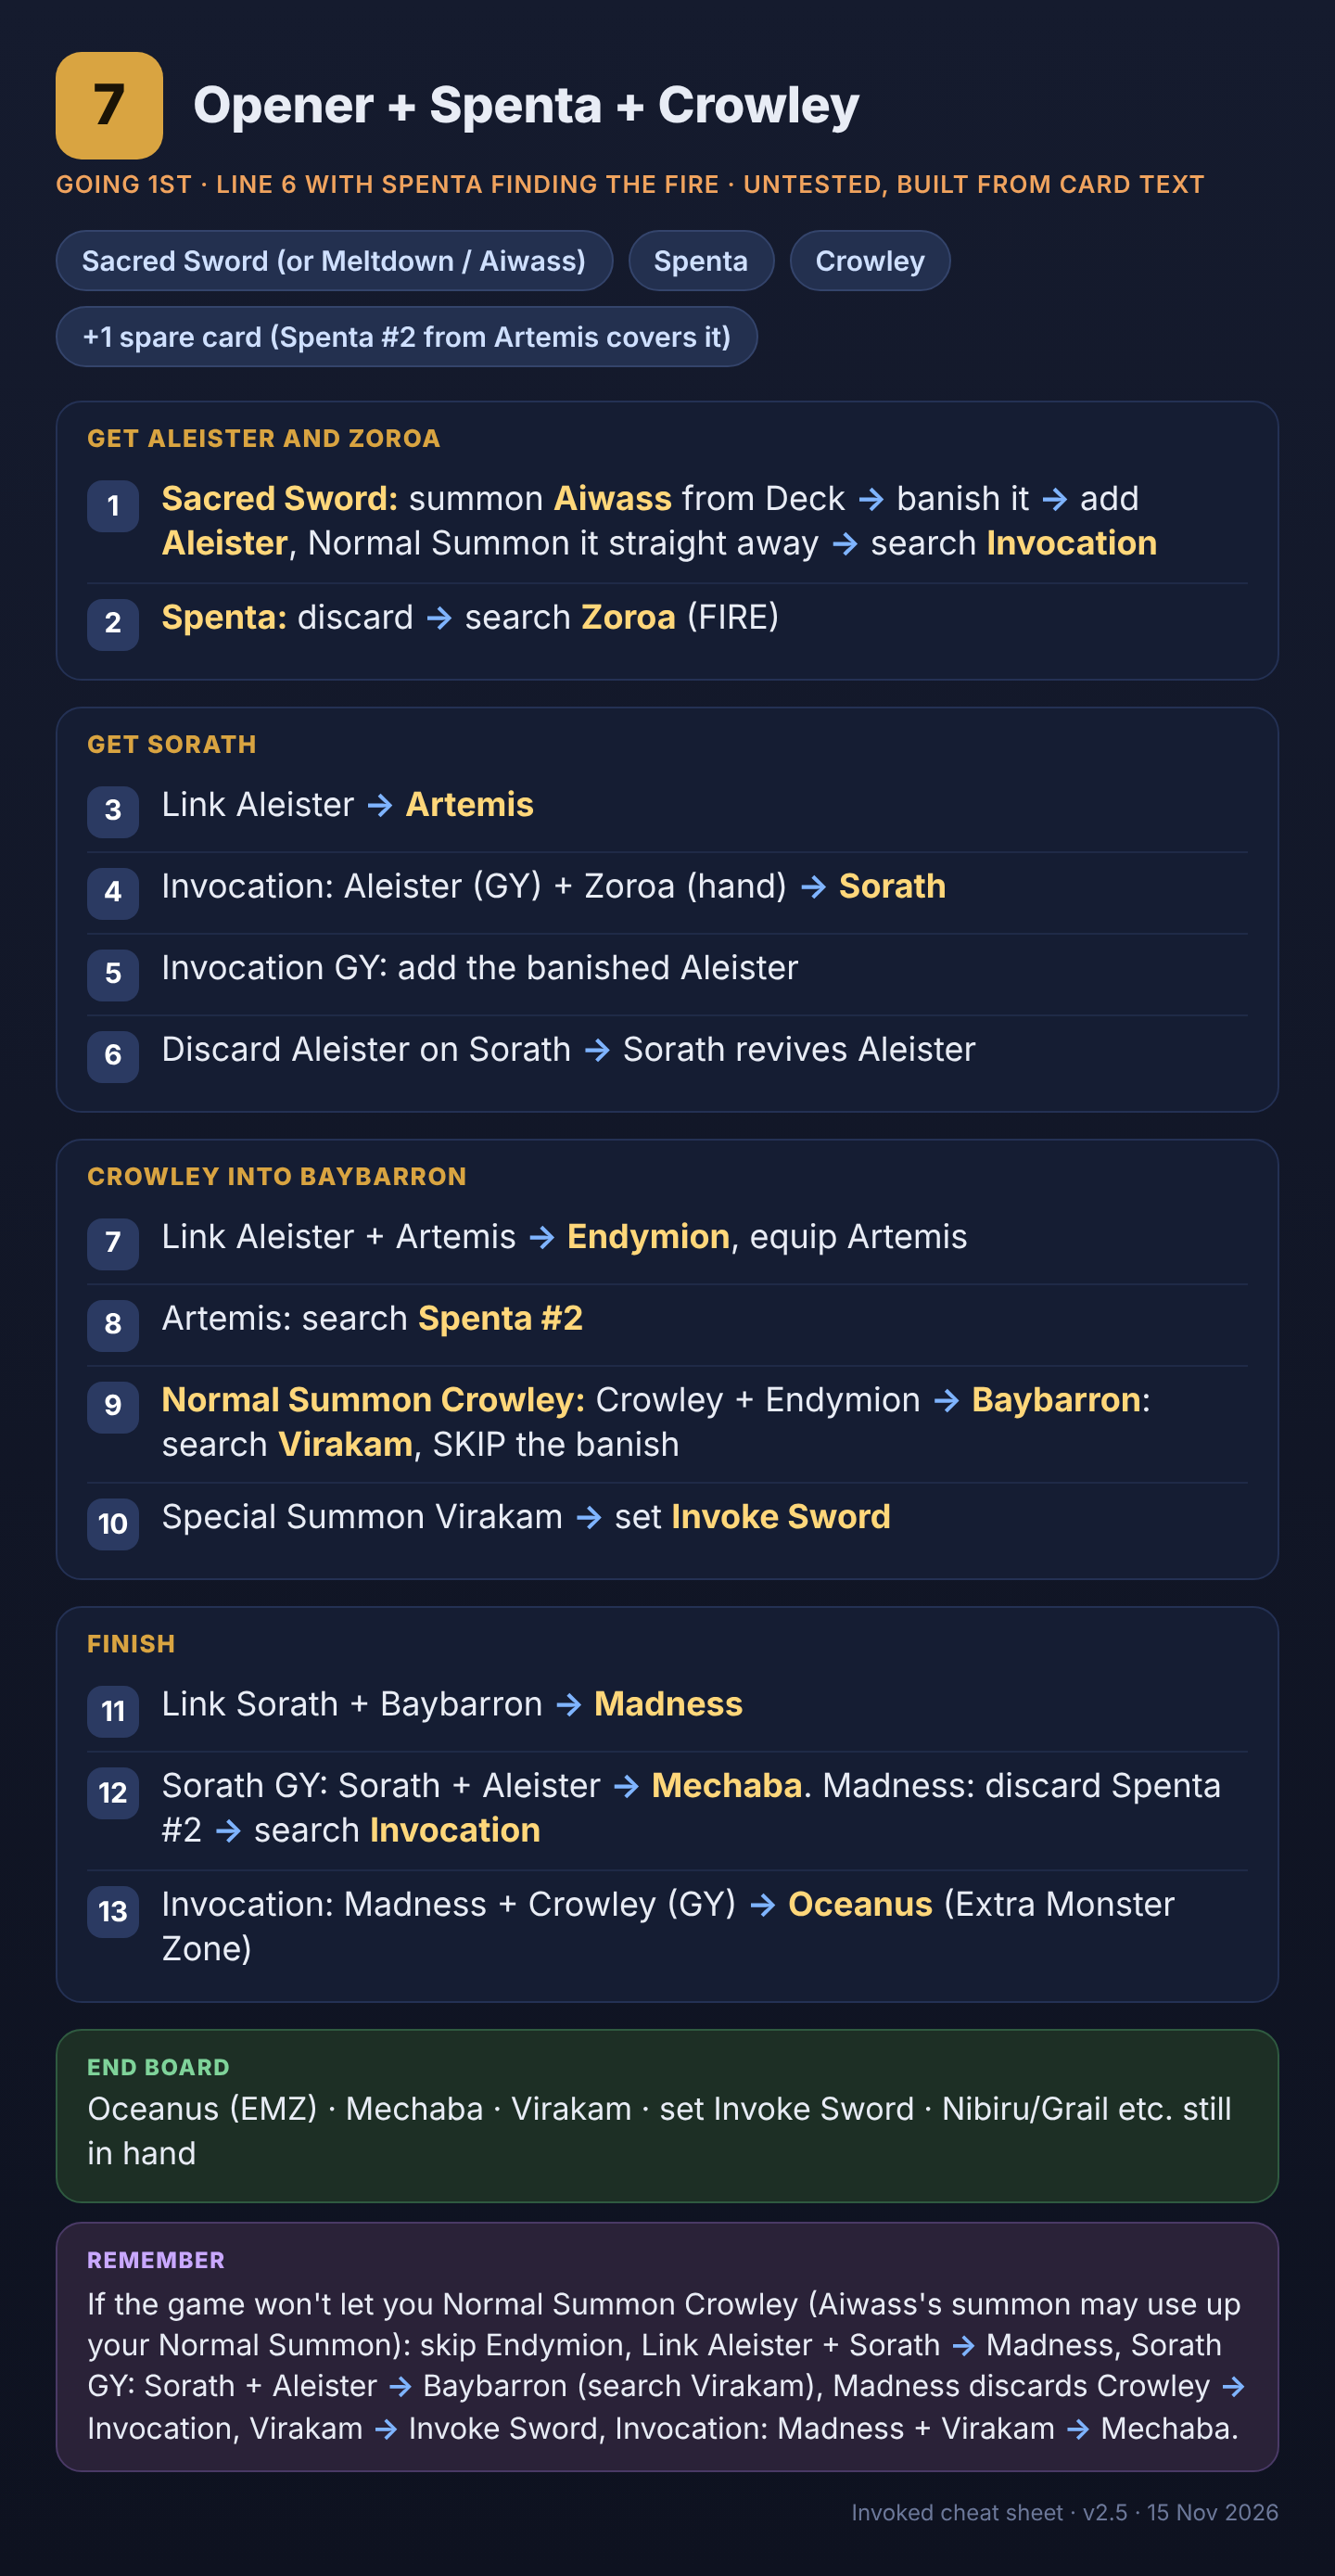 7
Opener + Spenta + Crowley
GOING 1ST · LINE 6 WITH SPENTA FINDING THE FIRE · UNTESTED, BUILT FROM CARD TEXT
Sacred Sword (or Meltdown / Aiwass)
Spenta
Crowley
+1 spare card (Spenta #2 from Artemis covers it)
GET ALEISTER AND ZOROA
1
Sacred Sword: summon Aiwass from Deck → banish it → add
Aleister, Normal Summon it straight away → search Invocation
2
Spenta: discard → search Zoroa (FIRE)
GET SORATH
3
Link Aleister → Artemis
4
Invocation: Aleister (GY) + Zoroa (hand) → Sorath
5
Invocation GY: add the banished Aleister
6
Discard Aleister on Sorath → Sorath revives Aleister
CROWLEY INTO BAYBARRON
7
Link Aleister + Artemis → Endymion, equip Artemis
8
Artemis: search Spenta #2
9
Normal Summon Crowley: Crowley + Endymion → Baybarron:
search Virakam, SKIP the banish
10
Special Summon Virakam → set Invoke Sword
FINISH
11
Link Sorath + Baybarron → Madness
12
Sorath GY: Sorath + Aleister → Mechaba. Madness: discard Spenta
#2 → search Invocation
13
Invocation: Madness + Crowley (GY) → Oceanus (Extra Monster
Zone)
END BOARD
Oceanus (EMZ) · Mechaba · Virakam · set Invoke Sword · Nibiru/Grail etc. still
in hand
REMEMBER
If the game won't let you Normal Summon Crowley (Aiwass's summon may use up
your Normal Summon): skip Endymion, Link Aleister + Sorath → Madness, Sorath
GY: Sorath + Aleister → Baybarron (search Virakam), Madness discards Crowley →
Invocation, Virakam → Invoke Sword, Invocation: Madness + Virakam → Mechaba.
Invoked cheat sheet · v2.5 · 15 Nov 2026